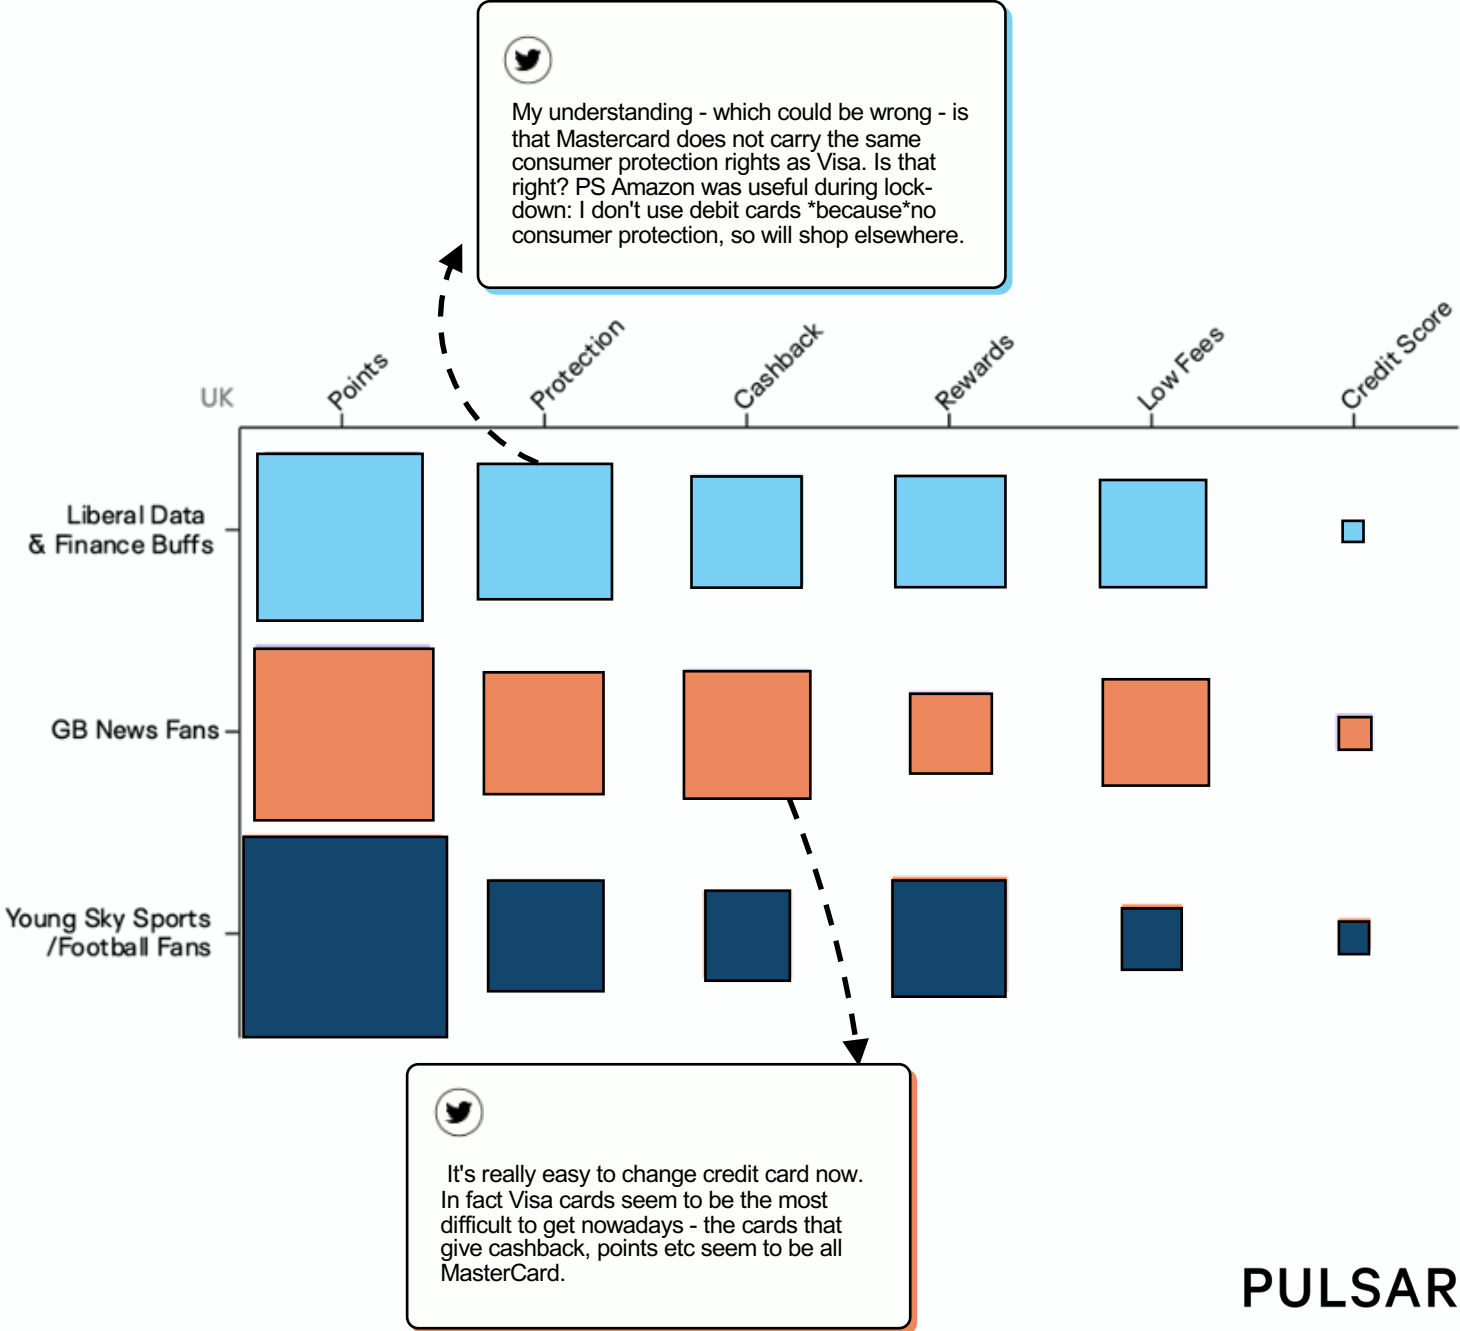 My understanding - which could be wrong - is
that Mastercard does not carry the same
consumer protection rights as Visa. Is that
right? PS Amazon was useful during lock-
down: I don't use debit cards *because*no
consumer protection, so will shop elsewhere.
UK
Points
Protection
Cashback
Rewards
Low Fees
Credit Score
Liberal Data
& Finance Buffs
GB News Fans
Young Sky Sports
/Football Fans
It's really easy to change credit card now.
In fact Visa cards seem to be the most
difficult to get nowadays - the cards that
give cashback, points etc seem to be all
MasterCard.
PULSAR